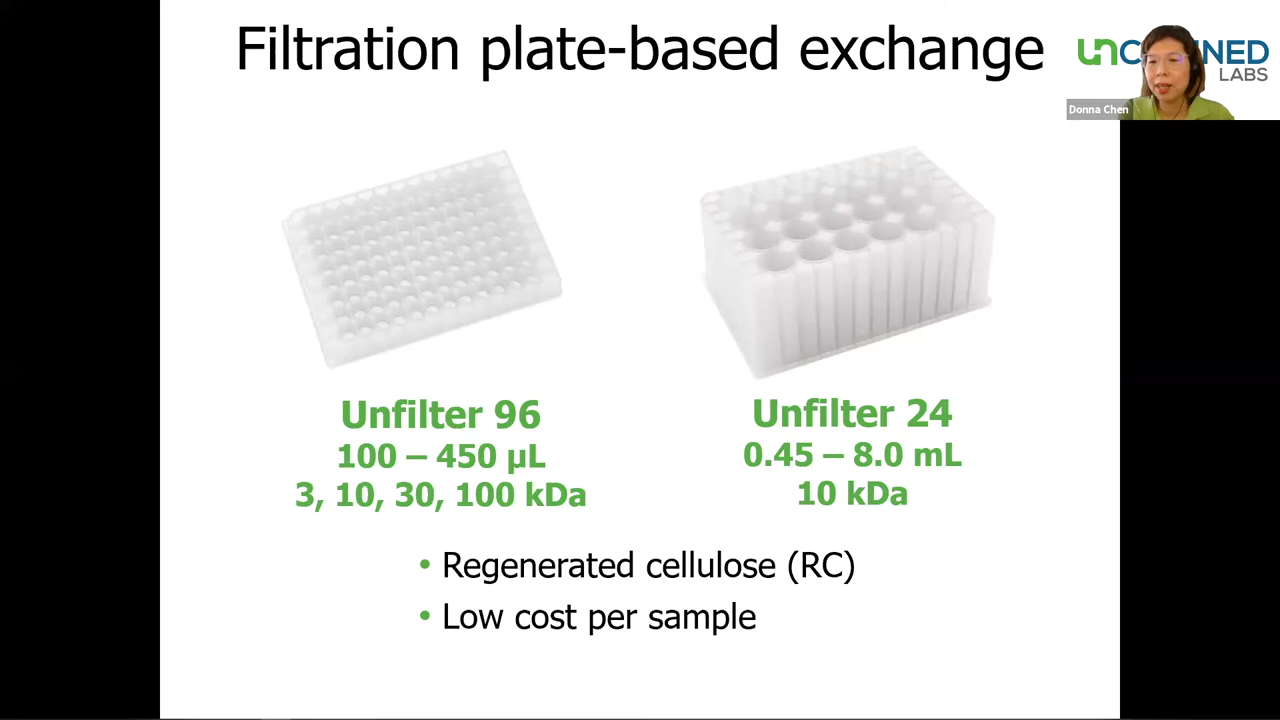 Filtration plate-based exchange
LABS
Donna Chen
Unfilter 96
100 – 450 µL
3, 10, 30, 100 kDa
Unfilter 24
0.45 – 8.0 mL
10 kDa
• Regenerated cellulose (RC)
• Low cost per sample